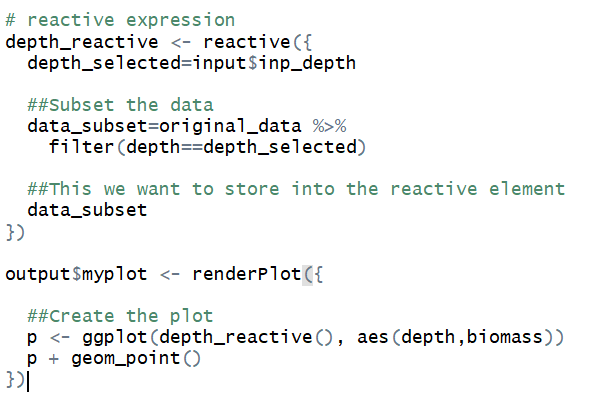 # reactive expression
depth_reactive <- reactive({
  depth_selected=input$inp_depth
  ##Subset the data
  data_subset=original_data %>%
    filter(depth==depth_selected)
  ##This we want to store into the reactive element
  data_subset
})
output$myplot <- renderPlot({
  ##Create the plot
  p <- ggplot(depth_reactive(), aes(depth,biomass))
  p + geom_point()
})